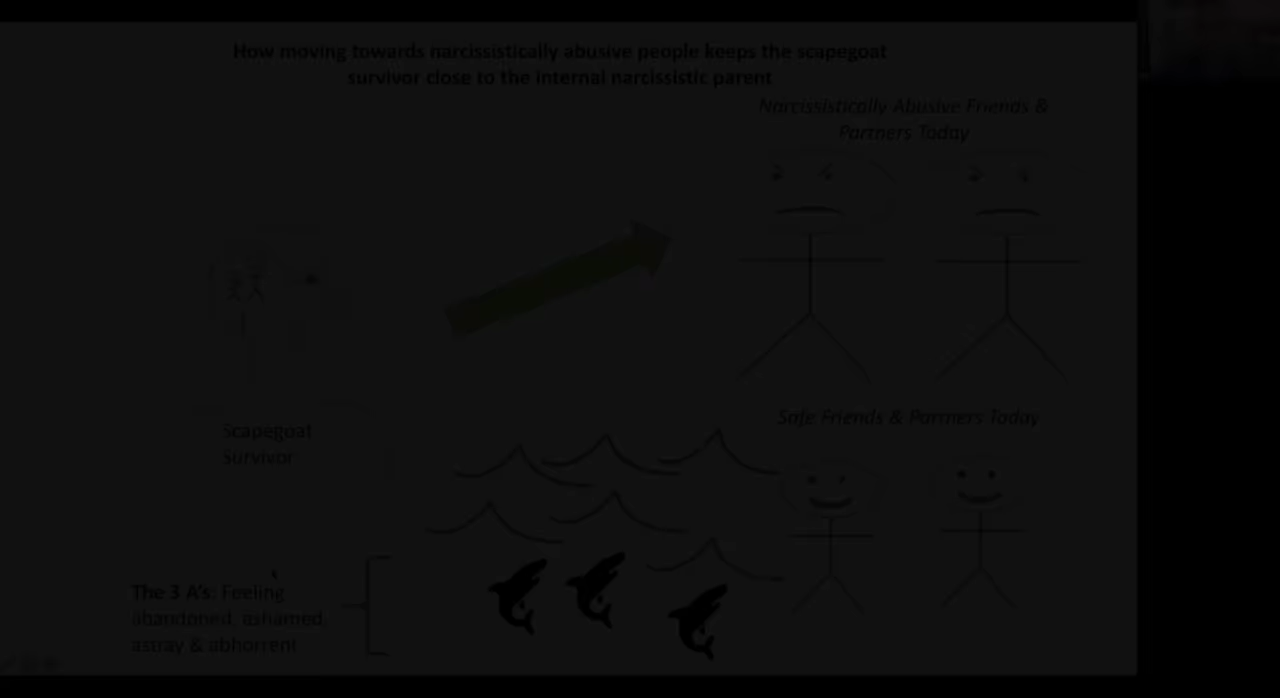 How moving towards narcissistically abusive people keeps the scapegoat
survivor close to the internal narcissistic parent
Narcissistically Abusive Friends &
Partners Today
Scapegoat
Survivor
Safe Friends & Partners Today
The 3 A's: Feeling
abandoned, ashamed,
astray & abhorrent